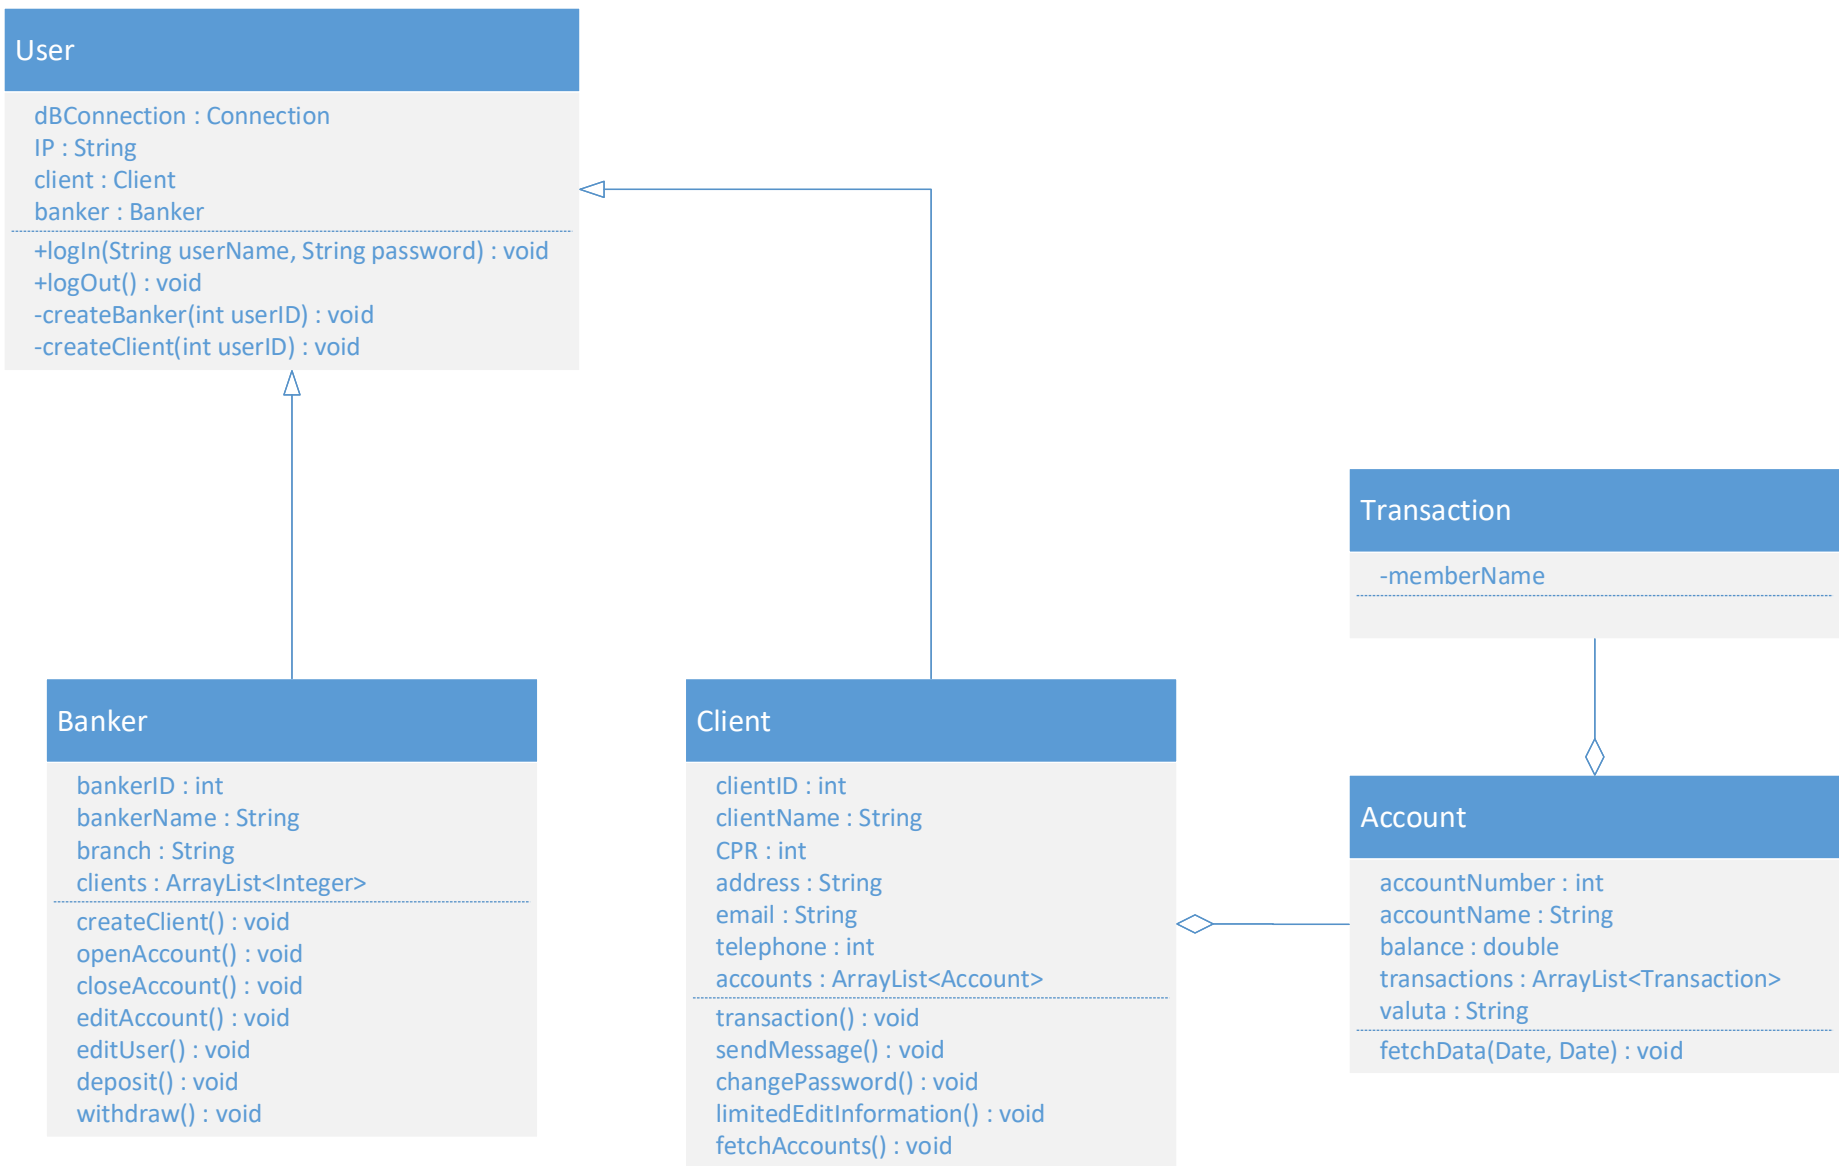 User
dBConnection : Connection
IP : String
client : Client
banker : Banker
+logIn(String userName, String password) : void
+logOut() : void
-createBanker(int userID) : void
-createClient(int userID) : void
Banker
bankerID : int
bankerName : String
branch : String
clients : ArrayList<Integer>
createClient() : void
openAccount() : void
closeAccount() : void
editAccount() : void
editUser() : void
deposit() : void
withdraw() : void
Client
clientID : int
clientName : String
CPR : int
address : String
email : String
telephone : int
accounts : ArrayList<Account>
transaction() : void
sendMessage() : void
changePassword() : void
limitedEditInformation() : void
fetchAccounts() : void
Transaction
-memberName
Account
accountNumber : int
accountName : String
balance : double
transactions : ArrayList<Transaction>
valuta : String
fetchData(Date, Date) : void